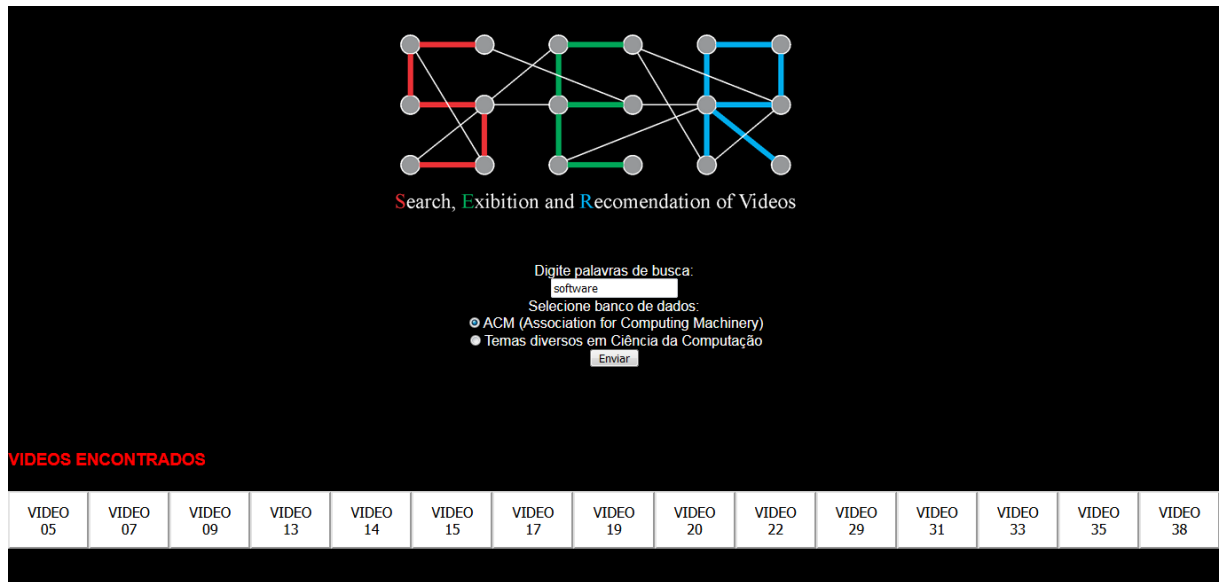 Search, Exibition and Recomendation of Videos
Digite palavras de busca:
software
Selecione banco de dados:
ACM (Association for Computing Machinery)
Temas diversos em Ciência da Computação
Enviar
VIDEOS ENCONTRADOS
VIDEO 05
VIDEO 07
VIDEO 09
VIDEO 13
VIDEO 14
VIDEO 15
VIDEO 17
VIDEO 19
VIDEO 20
VIDEO 22
VIDEO 29
VIDEO 31
VIDEO 33
VIDEO 35
VIDEO 38